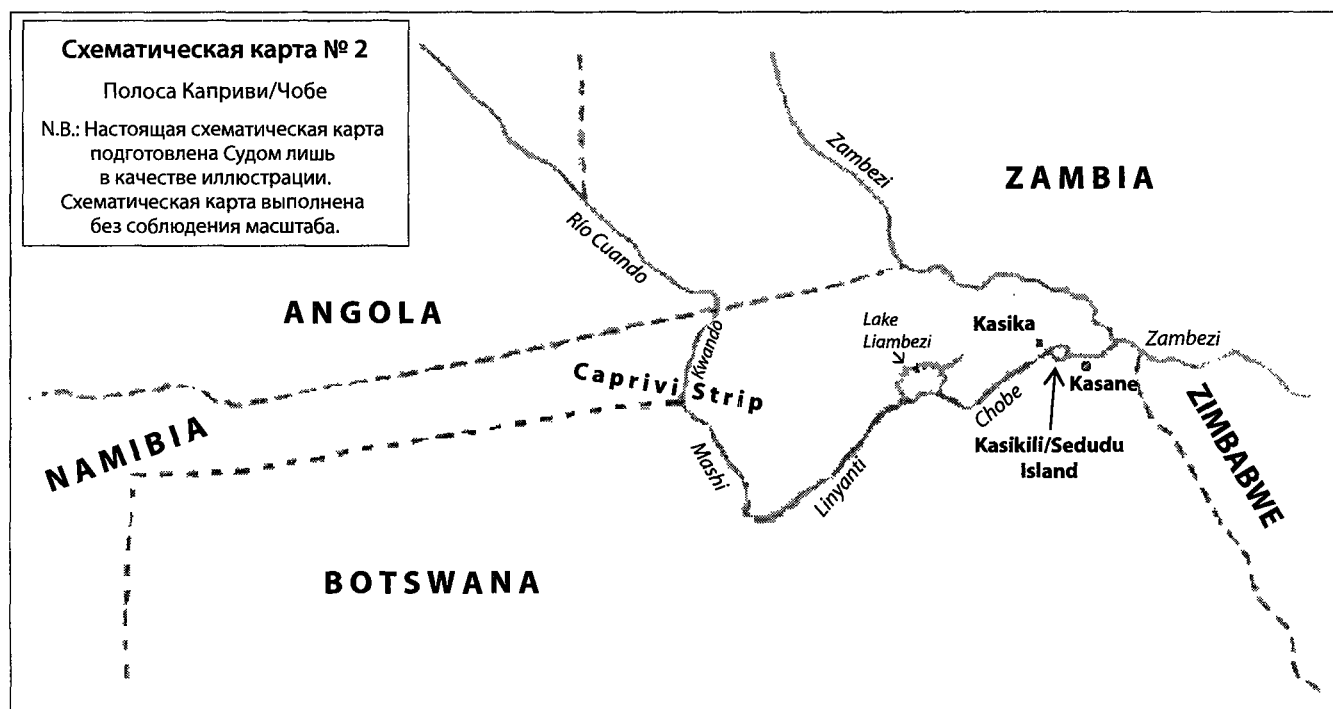 Схематическая карта № 2
Полоса Каприви/Чобе
N.B.: Настоящая схематическая карта
подготовлена Судом лишь
в качестве иллюстрации.
Схематическая карта выполнена
без соблюдения масштаба.
Zambezi
ZAMBIA
Río Cuando
ANGOLA
Kwando
Lake
Liambezi
Kasika
Zambezi
Caprivi Strip
Kasane
Chobe
NAMIBIA
Mashi
Linyanti
Kasikili/Sedudu
Island
ZIMBABWE
BOTSWANA